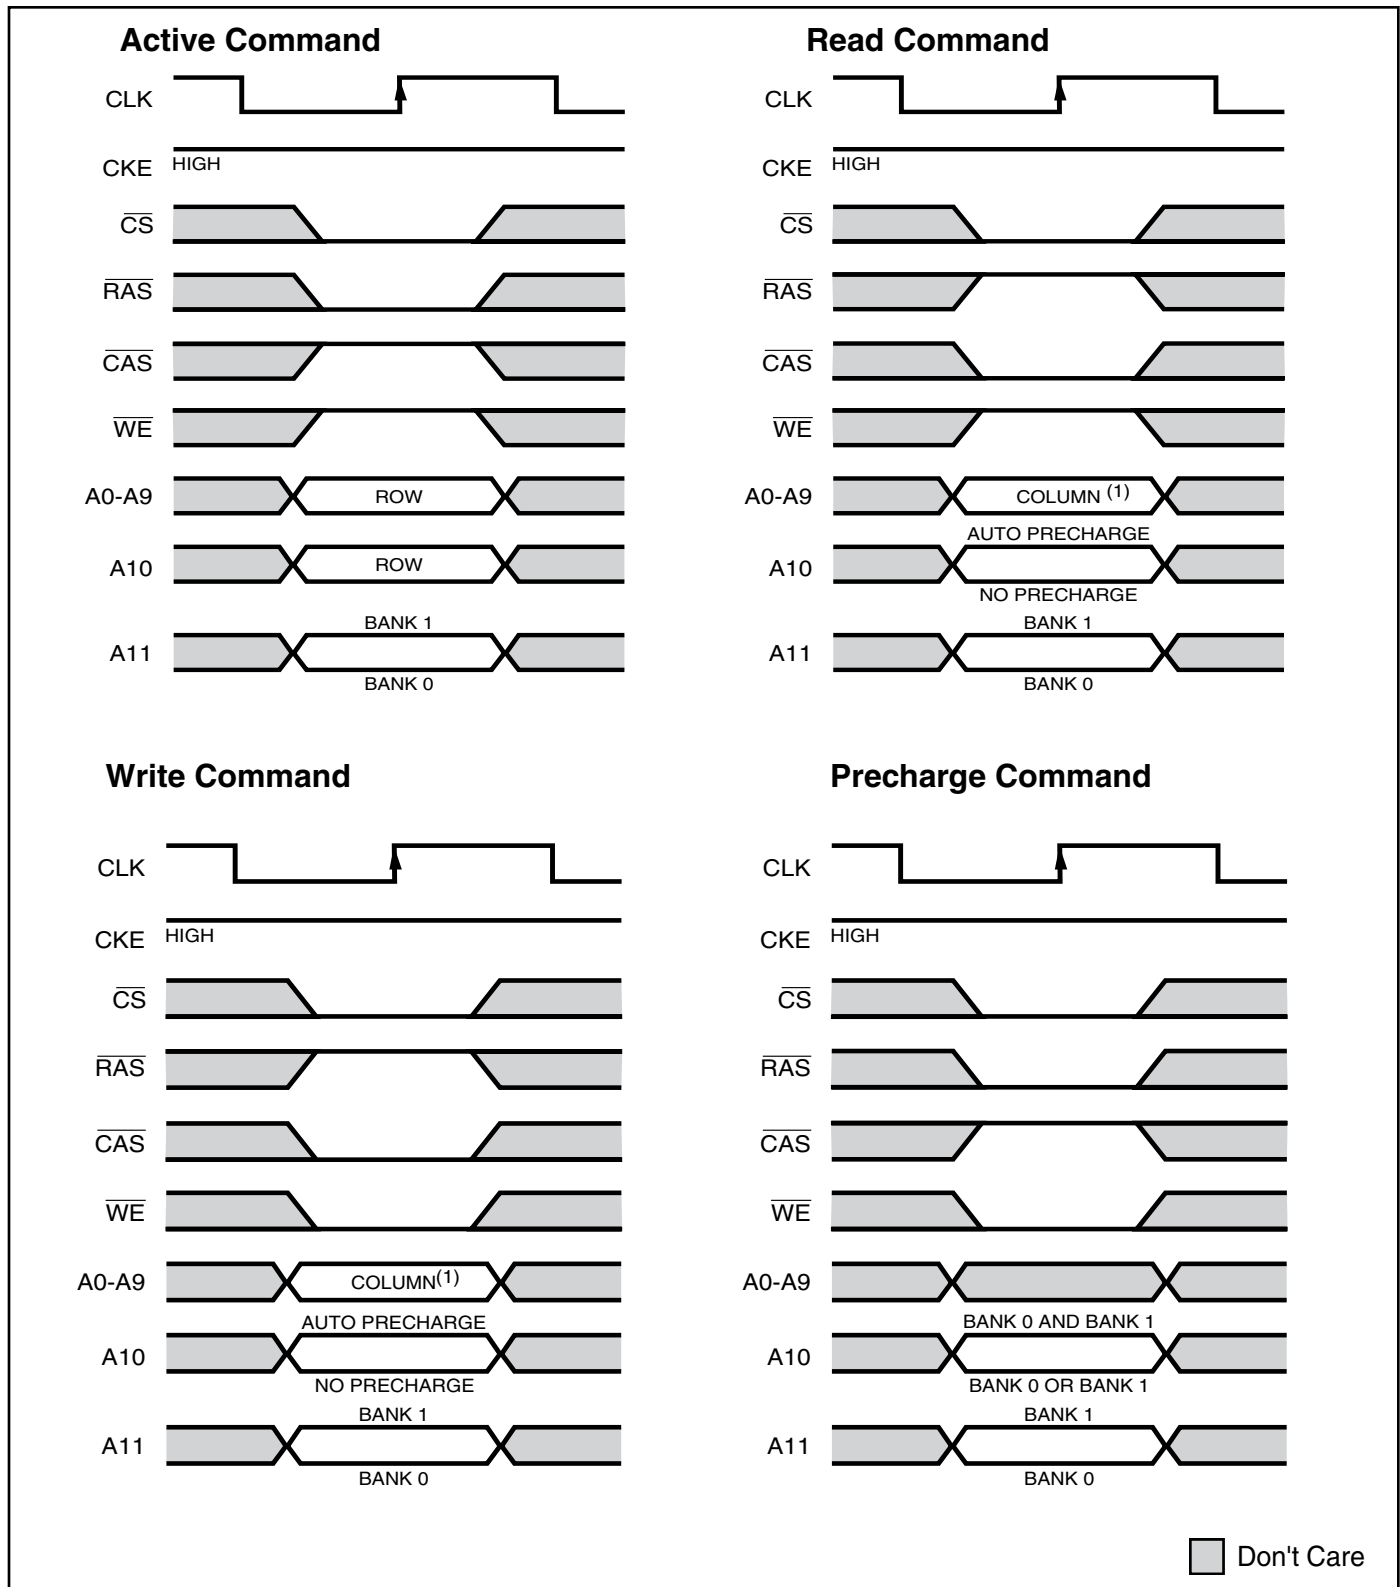 Active Command
CLK
CKE HIGH
CS
RAS
CAS
WE
A0-A9 ROW
A10 ROW
BANK 1
A11
BANK 0
Read Command
CLK
CKE HIGH
CS
RAS
CAS
WE
A0-A9 COLUMN (1)
AUTO PRECHARGE
A10
NO PRECHARGE
BANK 1
A11
BANK 0
Write Command
CLK
CKE HIGH
CS
RAS
CAS
WE
A0-A9 COLUMN(1)
AUTO PRECHARGE
A10
NO PRECHARGE
BANK 1
A11
BANK 0
Precharge Command
CLK
CKE HIGH
CS
RAS
CAS
WE
A0-A9
BANK 0 AND BANK 1
A10
BANK 0 OR BANK 1
BANK 1
A11
BANK 0
Don't Care